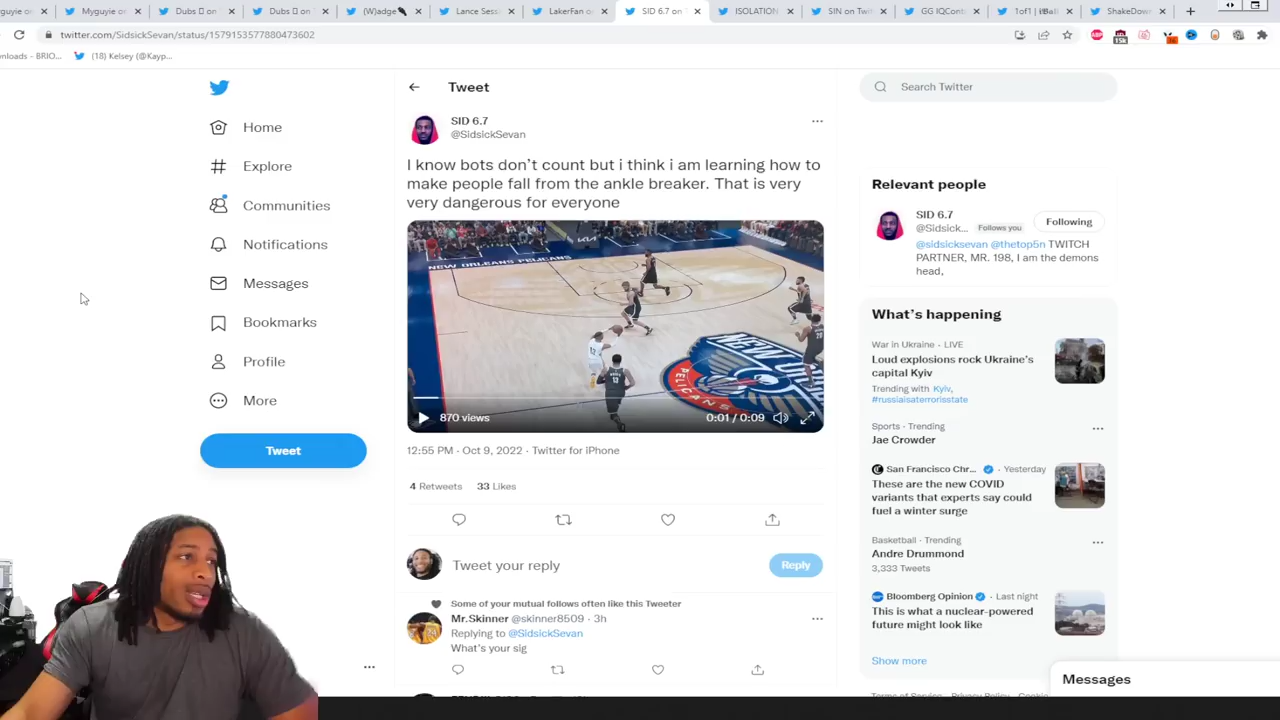 Myguyie on
Myguyie on T
Dubs
Dubs
(W)adge
Lance Sess
LakerFan
SID 6.7 on
ISOLATION
SIN on Twitt
GG IQCont
1of1
ShakeDow
twitter.com/SidsickSevan/status/1579153577880473602
15k
wnloads - BRIO...
(18) Kelsey (@Kayp...
Home
Explore
Communities
Notifications
Messages
Bookmarks
Profile
More
Tweet
Tweet
SID 6.7
@SidsickSevan
I know bots don’t count but i think i am learning how to
make people fall from the ankle breaker. That is very
very dangerous for everyone
NEW ORLEANS PELICANS
KIA
NEW
PELICANS
13
870 views
0:01 / 0:09
12:55 PM · Oct 9, 2022 · Twitter for iPhone
4 Retweets 33 Likes
Tweet your reply
Reply
Some of your mutual follows often like this Tweeter
Mr.Skinner @skinner8509 · 3h
Replying to @SidsickSevan
What’s your sig
Search Twitter
Relevant people
SID 6.7
@Sidsick... Follows you
Following
@sidsicksevan @thetop5n TWITCH
PARTNER, MR. 198, I am the demons
head,
What’s happening
War in Ukraine · LIVE
Loud explosions rock Ukraine’s
capital Kyiv
Trending with Kyiv,
#russiaisaterrorisstate
Sports · Trending
Jae Crowder
San Francisco Chr... · Yesterday
These are the new COVID
variants that experts say could
fuel a winter surge
Basketball · Trending
Andre Drummond
3,333 Tweets
Bloomberg Opinion · Last night
This is what a nuclear-powered
future might look like
Show more
Terms of Service Privacy Policy Cookie
Messages